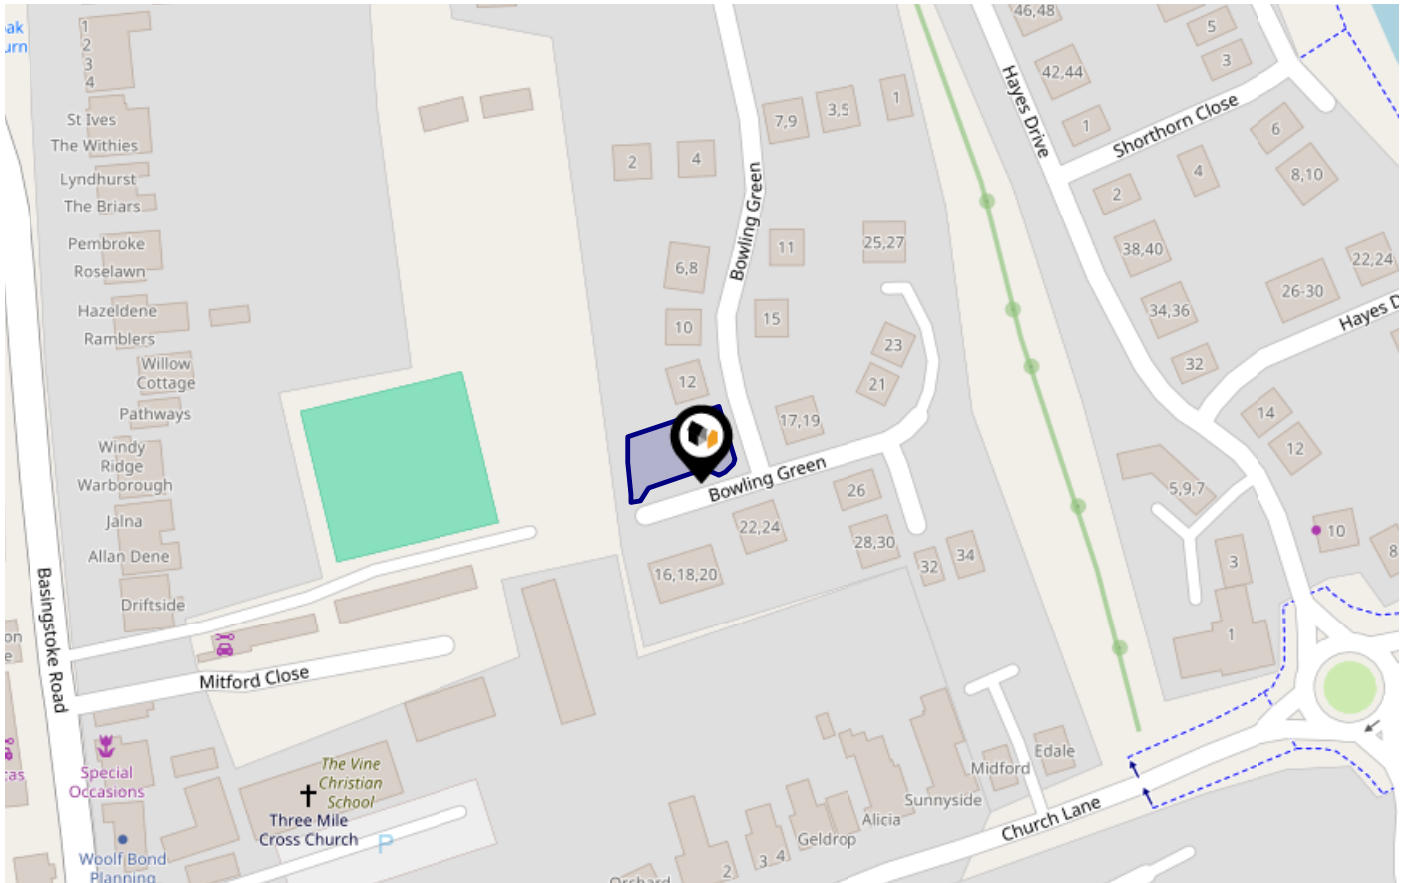 1
2
3
4
46,48
5
3
42,44
1
7,9
3,5
1
St Ives
The Withies
Lyndhurst
The Briars
Pembroke
Roselawn
Hazeldene
Ramblers
Willow
Cottage
Pathways
Windy
Ridge
Warborough
Jalna
Allan Dene
Driftside
2
4
6,8
10
12
11
25,27
15
23
21
17,19
Bowling Green
Bowling Green
26
22,24
28,30
32
34
16,18,20
Hayes Drive
Shorthorn Close
6
4
8,10
2
38,40
22,24
26-30
34,36
Hayes D
32
14
12
5,9,7
10
8
3
1
Basingstoke Road
Mitford Close
The Vine
Christian
School
Three Mile
Cross Church
P
Special
Occasions
Woolf Bond
Planning
Edale
Midford
Sunnyside
Alicia
Geldrop
3
4
2
Orchard
Church Lane